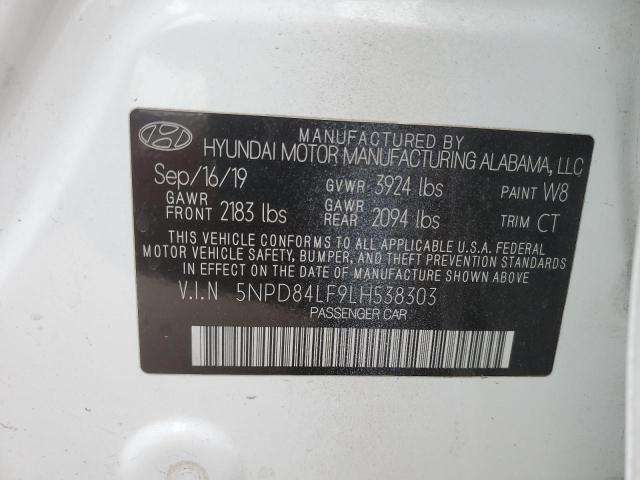 MANUFACTURED BY
HYUNDAI MOTOR MANUFACTURING ALABAMA, LLC
Sep/16/19 GVWR 3924 lbs PAINT W8
GAWR FRONT 2183 lbs GAWR REAR 2094 lbs TRIM CT
THIS VEHICLE CONFORMS TO ALL APPLICABLE U.S.A. FEDERAL
MOTOR VEHICLE SAFETY, BUMPER, AND THEFT PREVENTION STANDARDS
IN EFFECT ON THE DATE OF MANUFACTURE SHOWN ABOVE.
V.I.N 5NPD84LF9LH538303
PASSENGER CAR